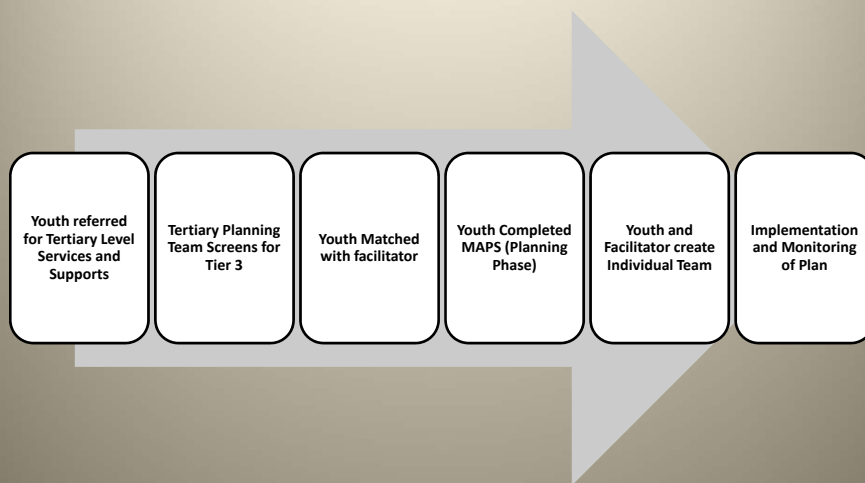 Youth referred
for Tertiary Level
Services and
Supports
Tertiary Planning
Team Screens for
Tier 3
Youth Matched
with facilitator
Youth Completed
MAPS (Planning
Phase)
Youth and
Facilitator create
Individual Team
Implementation
and Monitoring
of Plan